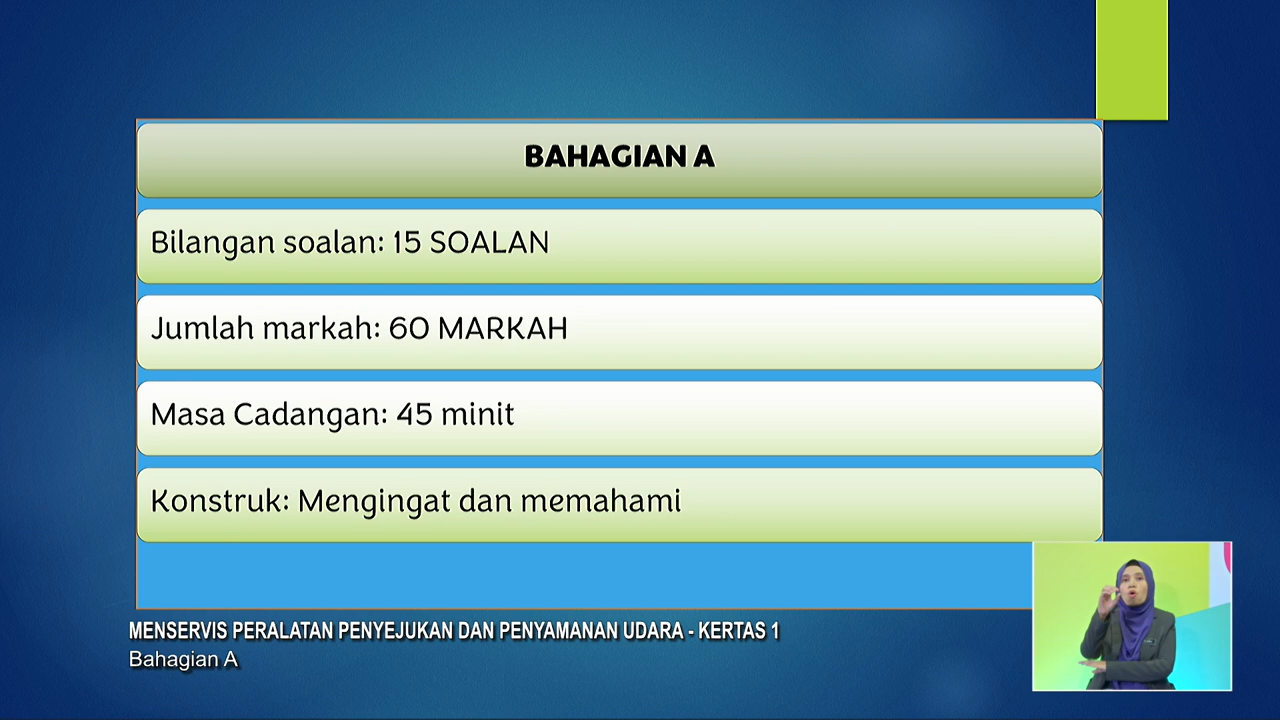 BAHAGIAN A
Bilangan soalan: 15 SOALAN
Jumlah markah: 60 MARKAH
Masa Cadangan: 45 minit
Konstruk: Mengingat dan memahami
MENSERVIS PERALATAN PENYEJUKAN DAN PENYAMANAN UDARA - KERTAS 1
Bahagian A